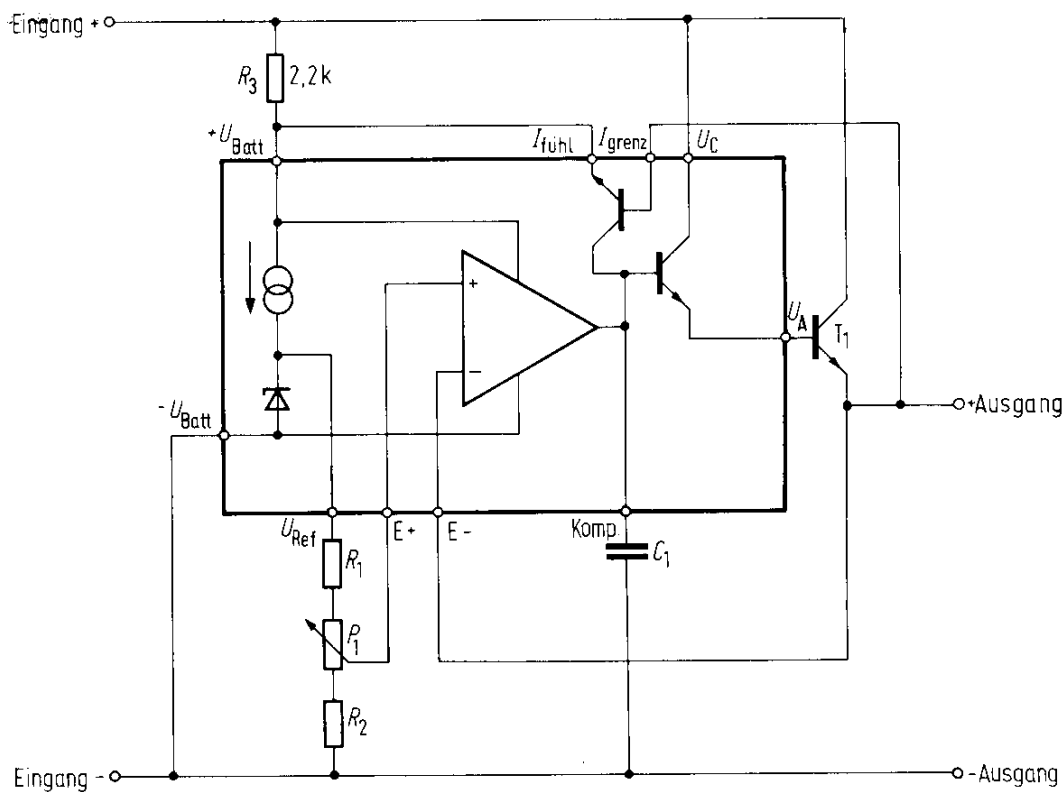 Eingang +
R3 2,2k
+UBatt
Ifühl
Igrenz
UC
+
−
UA
T1
-UBatt
+Ausgang
URef
E+
E-
Komp.
R1
C1
P1
R2
Eingang -
-Ausgang